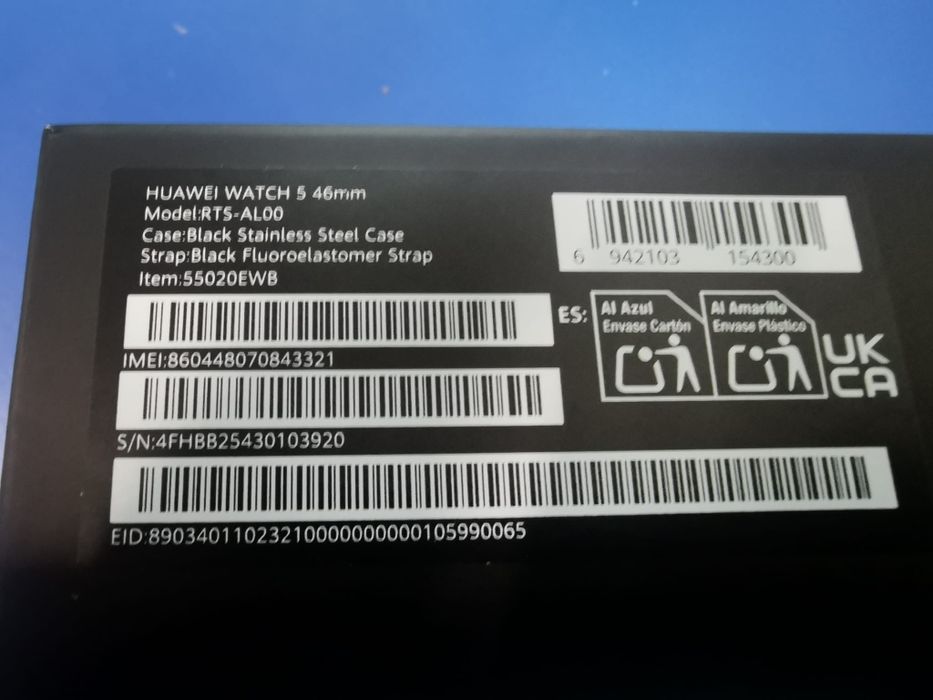 HUAWEI WATCH 5 46mm
Model:RTS-AL00
Case:Black Stainless Steel Case
Strap:Black Fluoroelastomer Strap
Item:55020EWB
IMEI:860448070843321
S/N:4FHBB25430103920
EID:89034011023210000000000105990065
6 942103 154300
ES:
Al Azul
Envase Cartón
Al Amarillo
Envase Plástico
UK
CA